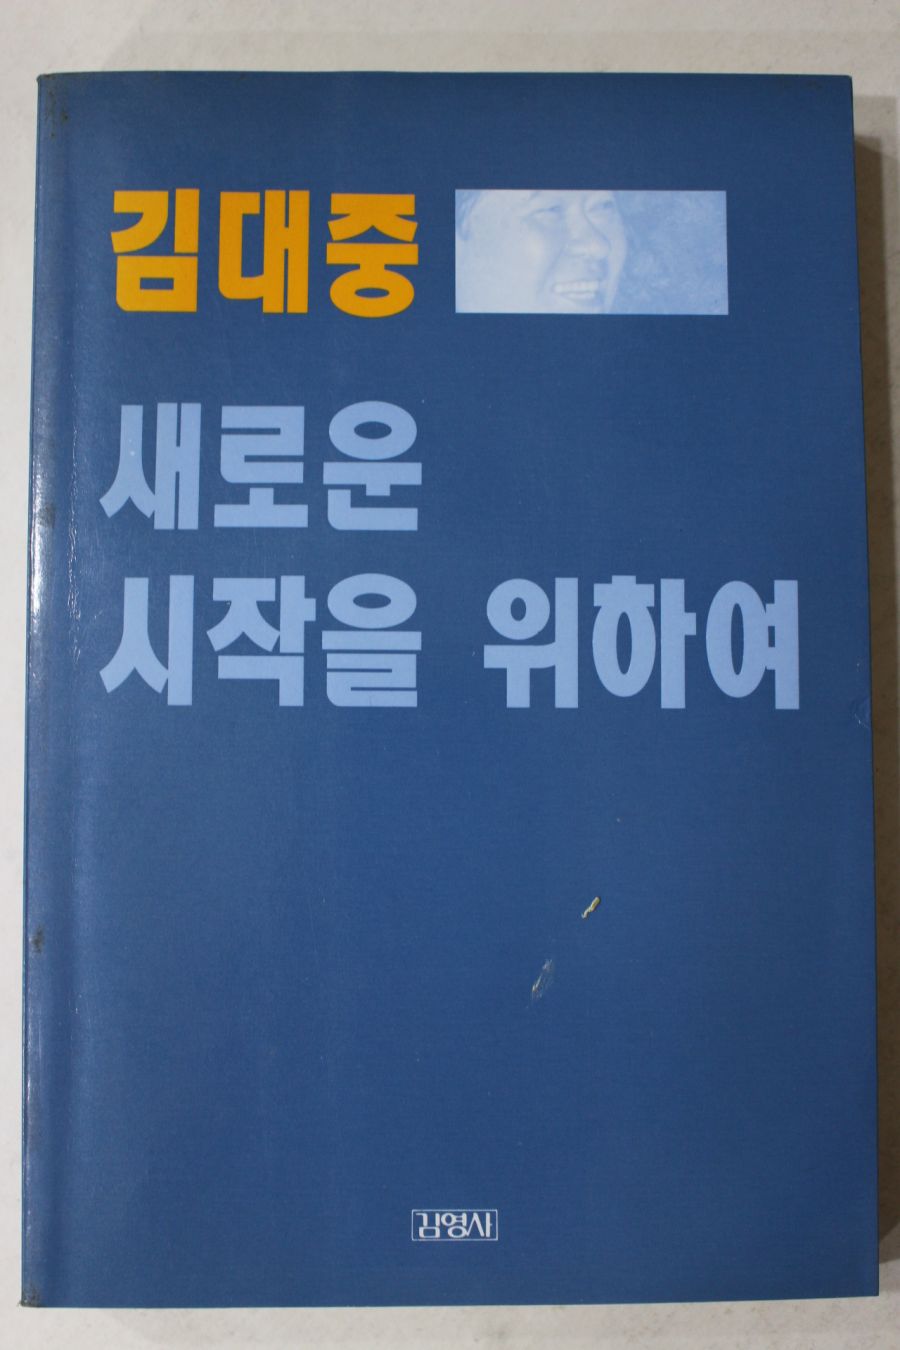 김대중
새로운
시작을 위하여
김영사